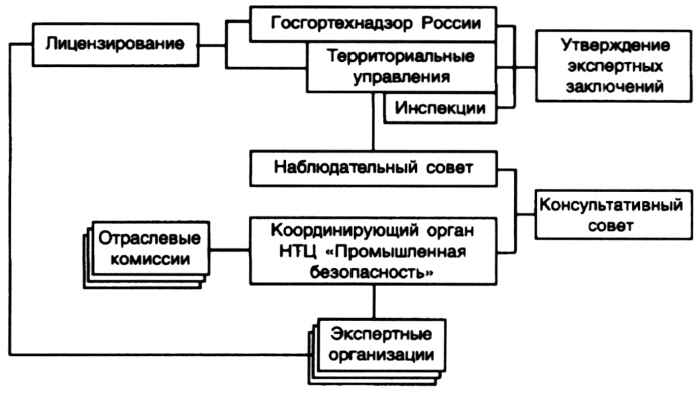 Госгортехнадзор России
Лицензирование
Территориальные
управления
Инспекции
Утверждение
экспертных
заключений
Наблюдательный совет
Консультативный
совет
Отраслевые
комиссии
Координирующий орган
НТЦ «Промышленная
безопасность»
Экспертные
организации